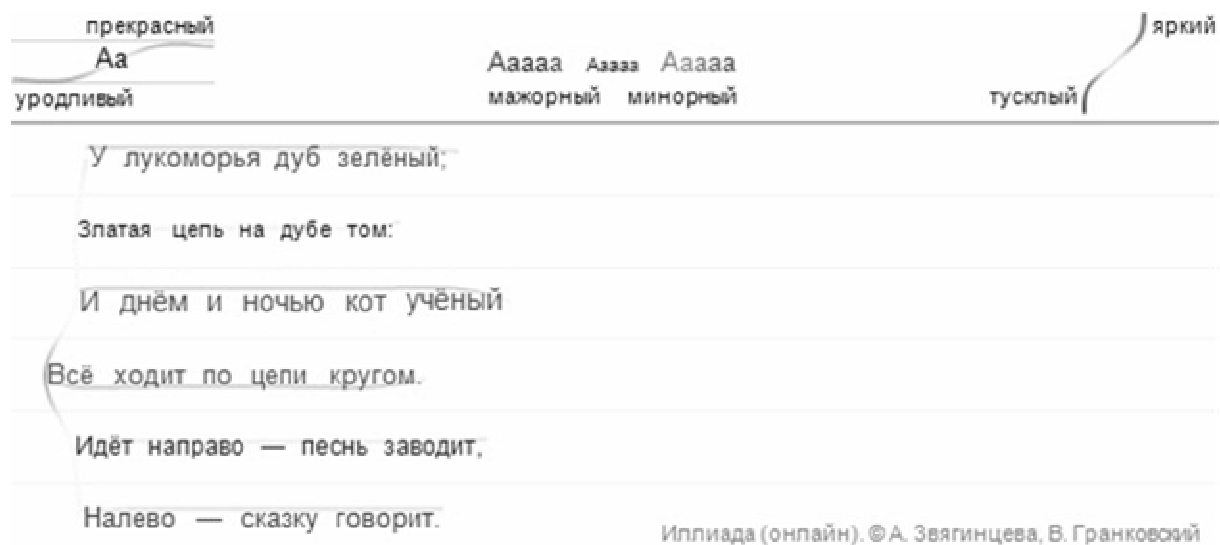 прекрасный
Аа
уродливый
Ааааа Ааааа Ааааа
мажорный минорный
яркий
тусклый
У лукоморья дуб зелёный;
Златая цепь на дубе том:
И днём и ночью кот учёный
Всё ходит по цепи кругом.
Идёт направо — песнь заводит,
Налево — сказку говорит.
Иллиада (онлайн). © А. Звягинцева, В. Гранковский